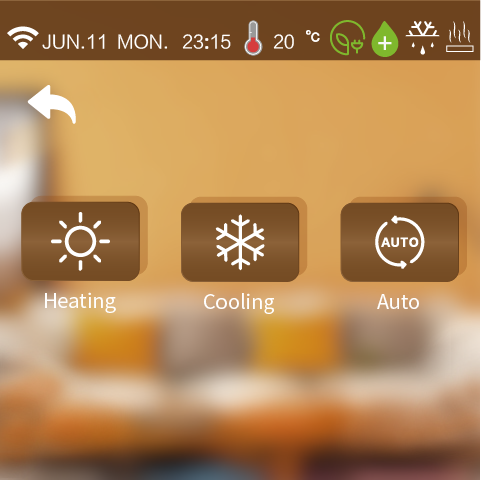 JUN.11 MON. 23:15 20 °C
AUTO
Heating Cooling Auto